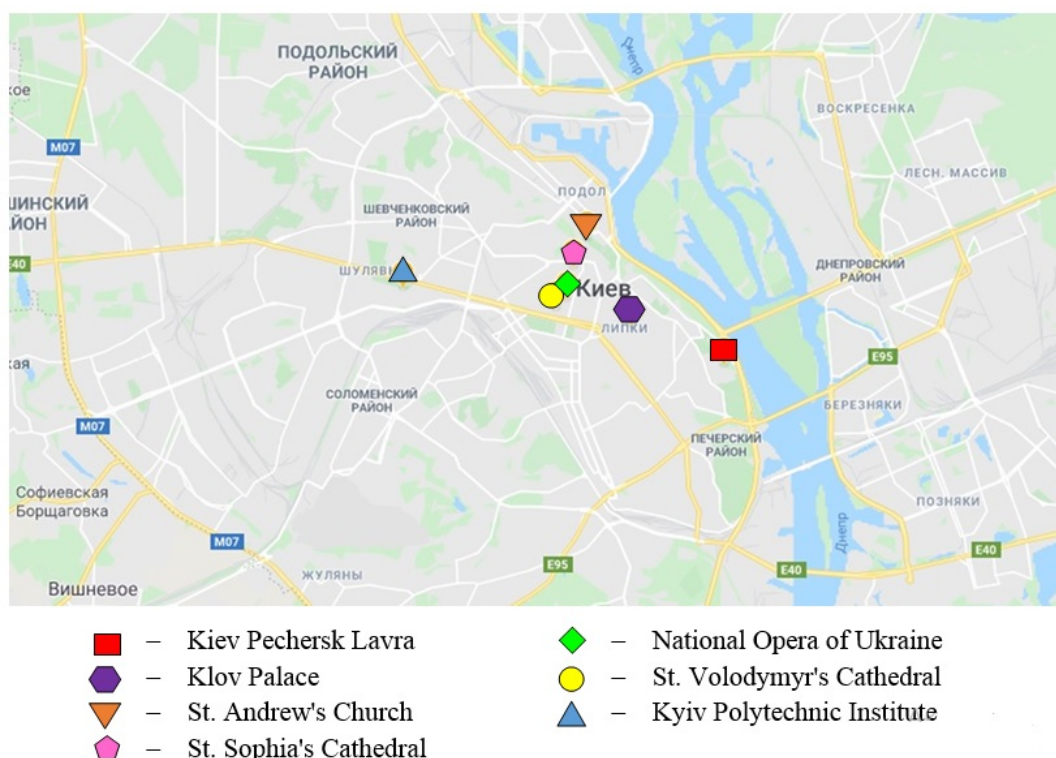 ПОДОЛЬСКИЙ
РАЙОН
Днепр
ское
ВОСКРЕСЕНКА
M07
ЛЕСН. МАССИВ
ПОДОЛ
ШИНСКИЙ
ЙОН
ШЕВЧЕНКОВСКИЙ
РАЙОН
E40
ШУЛЯВ
ДНЕПРОВСКИЙ
РАЙОН
Киев
ЛИПКИ
E95
кая
СОЛОМЕНСКИЙ
РАЙОН
БЕРЕЗНЯКИ
M07
ПЕЧЕРСКИЙ
РАЙОН
Софиевская
Борщаговка
ПОЗНЯКИ
Днепр
M07
E40
E95
E40
ЖУЛЯНЫ
Вишневое
– Kiev Pechersk Lavra
– Klov Palace
– St. Andrew's Church
– St. Sophia's Cathedral
– National Opera of Ukraine
– St. Volodymyr's Cathedral
– Kyiv Polytechnic Institute